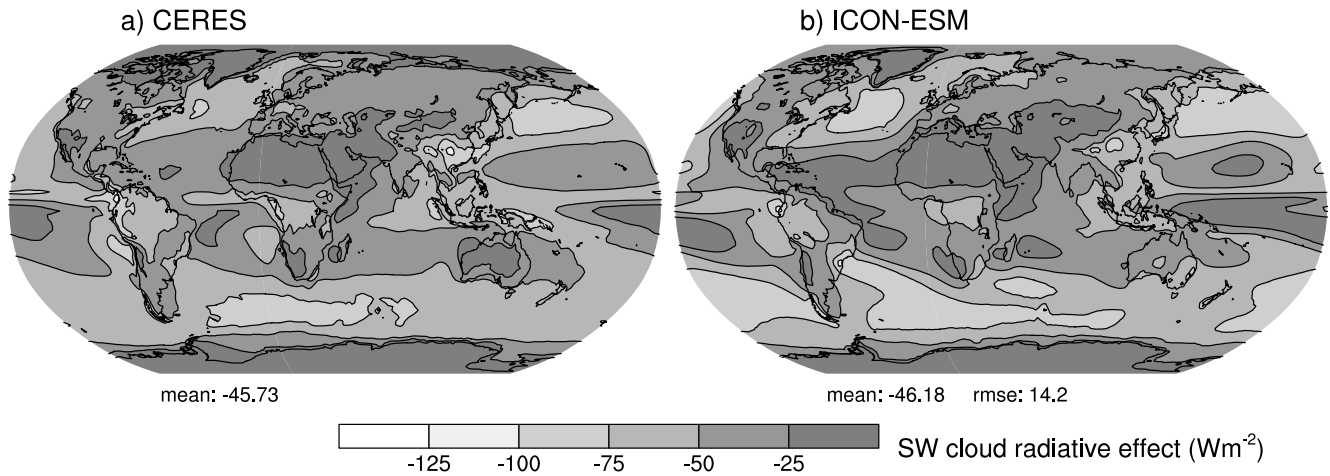 a) CERES
b) ICON-ESM
mean: -45.73
mean: -46.18 rmse: 14.2
-125 -100 -75 -50 -25
SW cloud radiative effect (Wm⁻²)